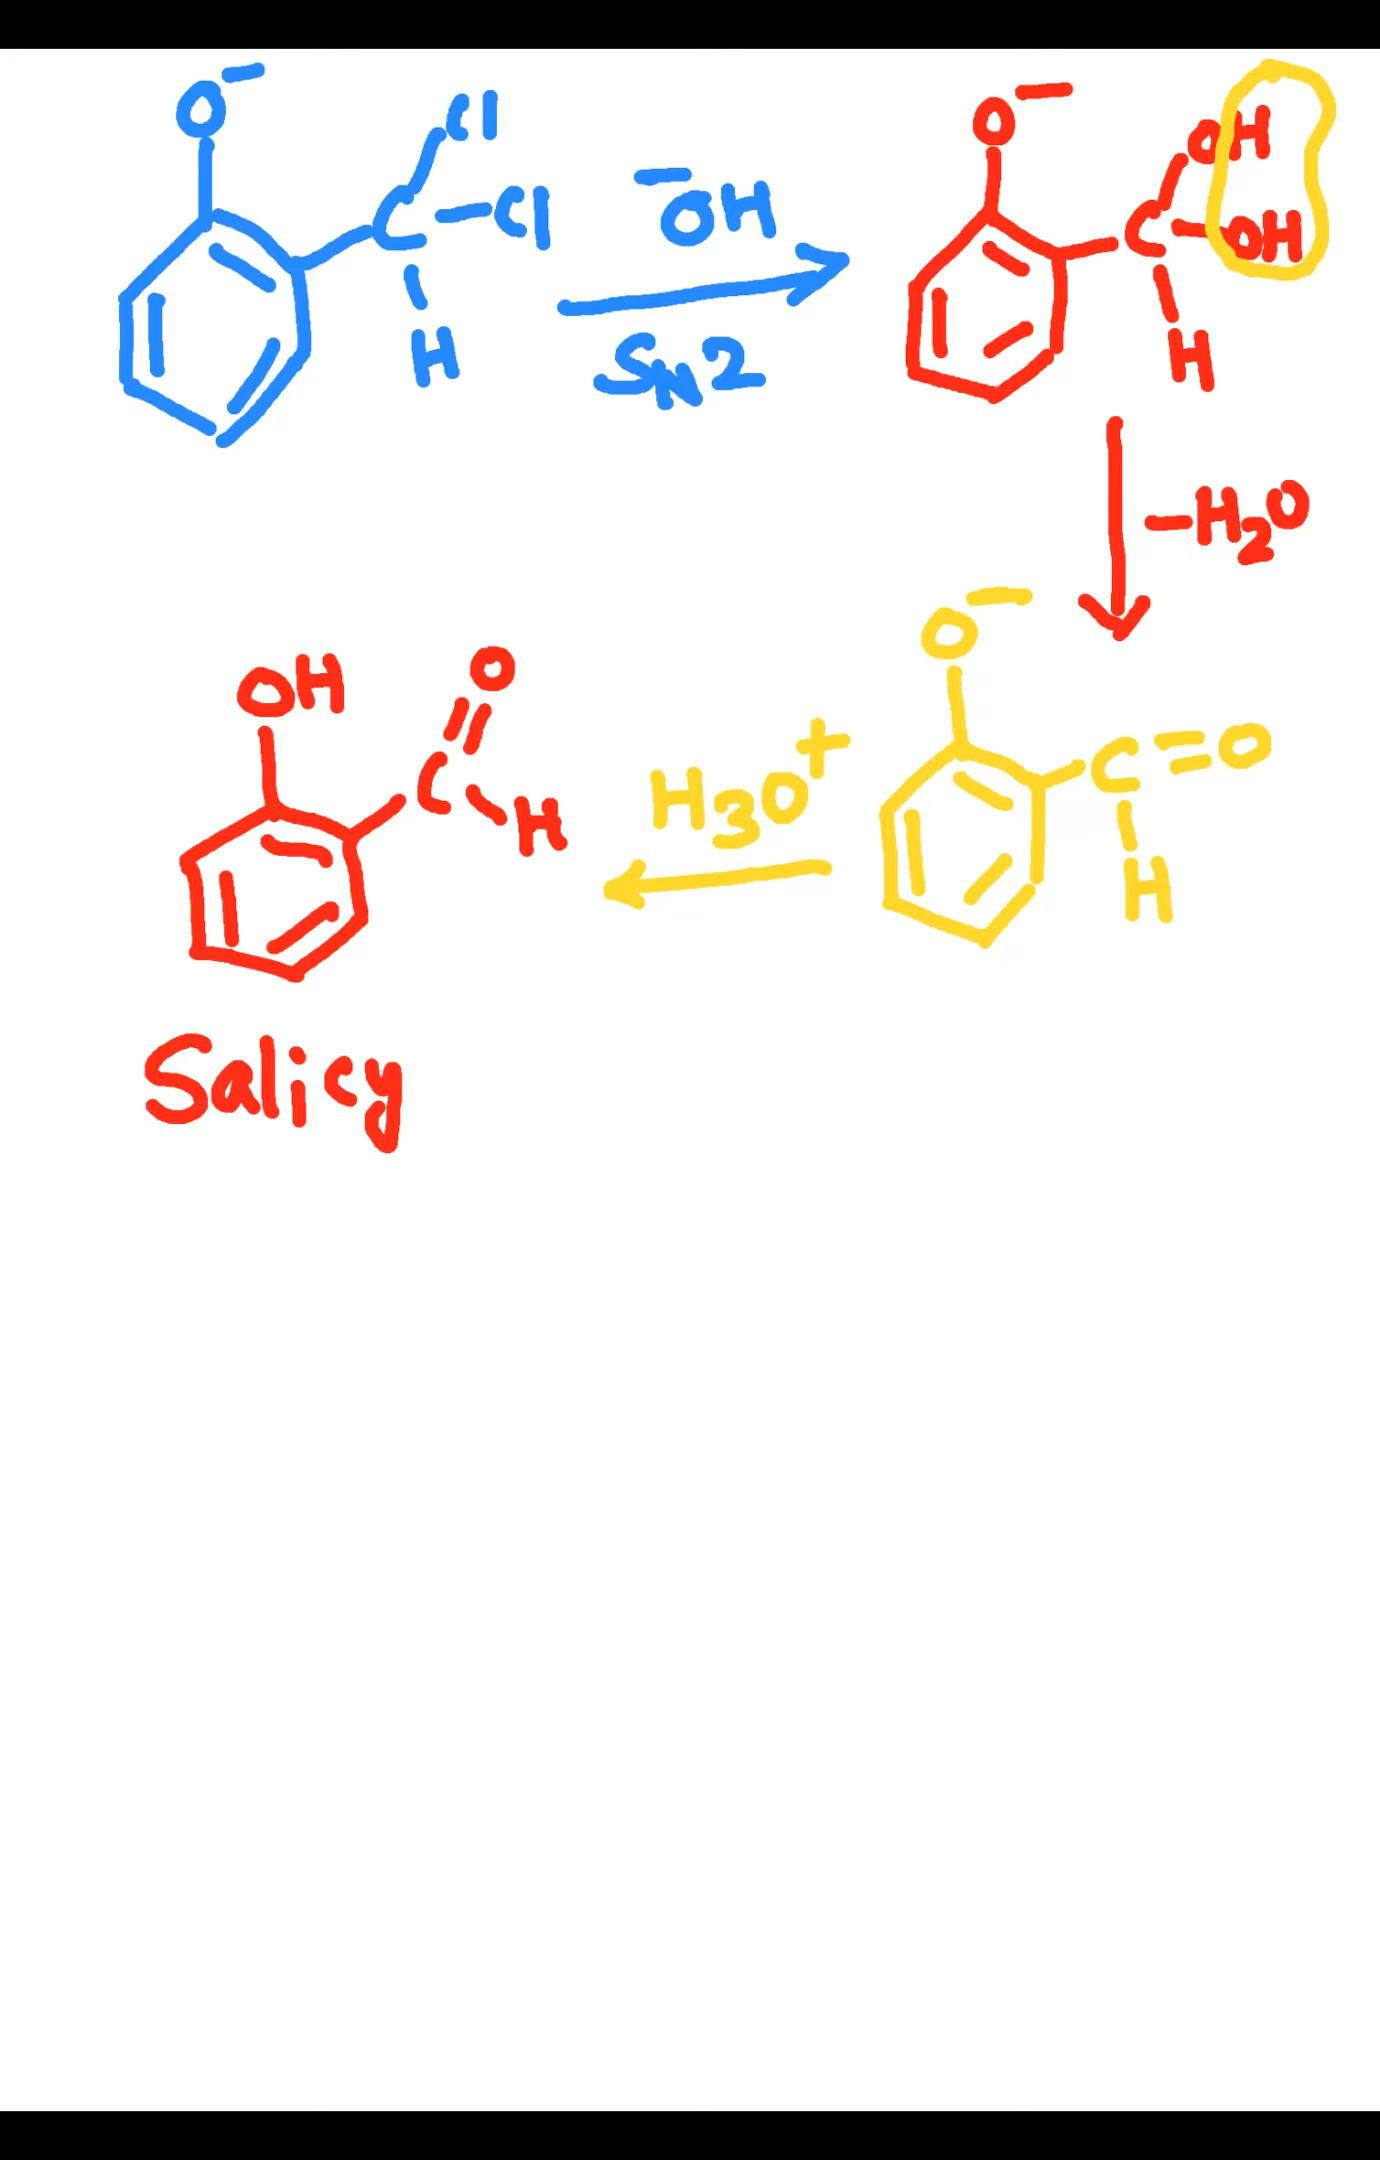 O⁻ Cl
C-Cl
H
⁻OH
SN2
O⁻ OH
C-OH
H
-H2O
O⁻
C=O
H
H3O+
OH O
C
H
Salicy